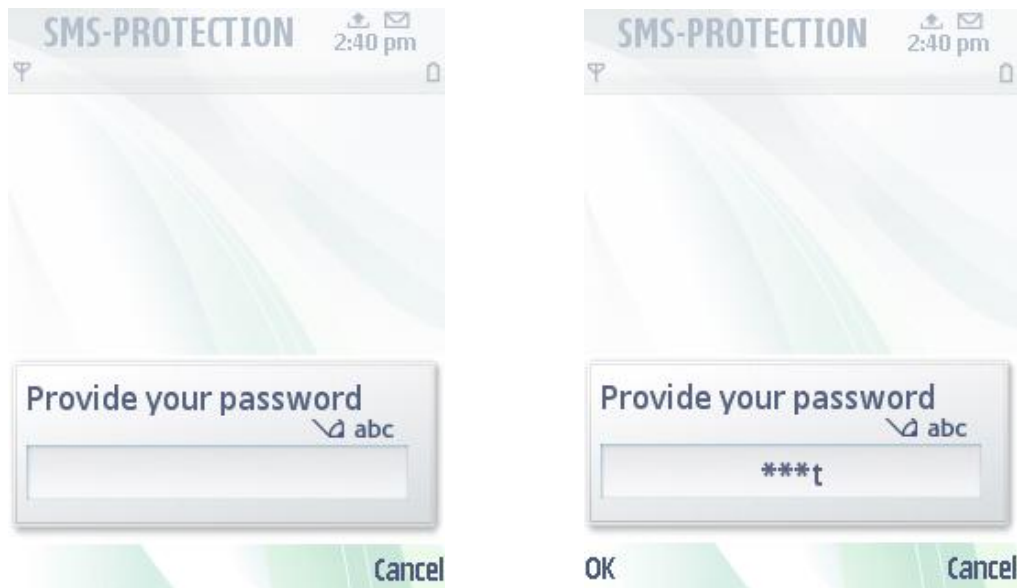 SMS-PROTECTION
2:40 pm
Provide your password
abc
Cancel
SMS-PROTECTION
2:40 pm
Provide your password
abc
***t
OK Cancel